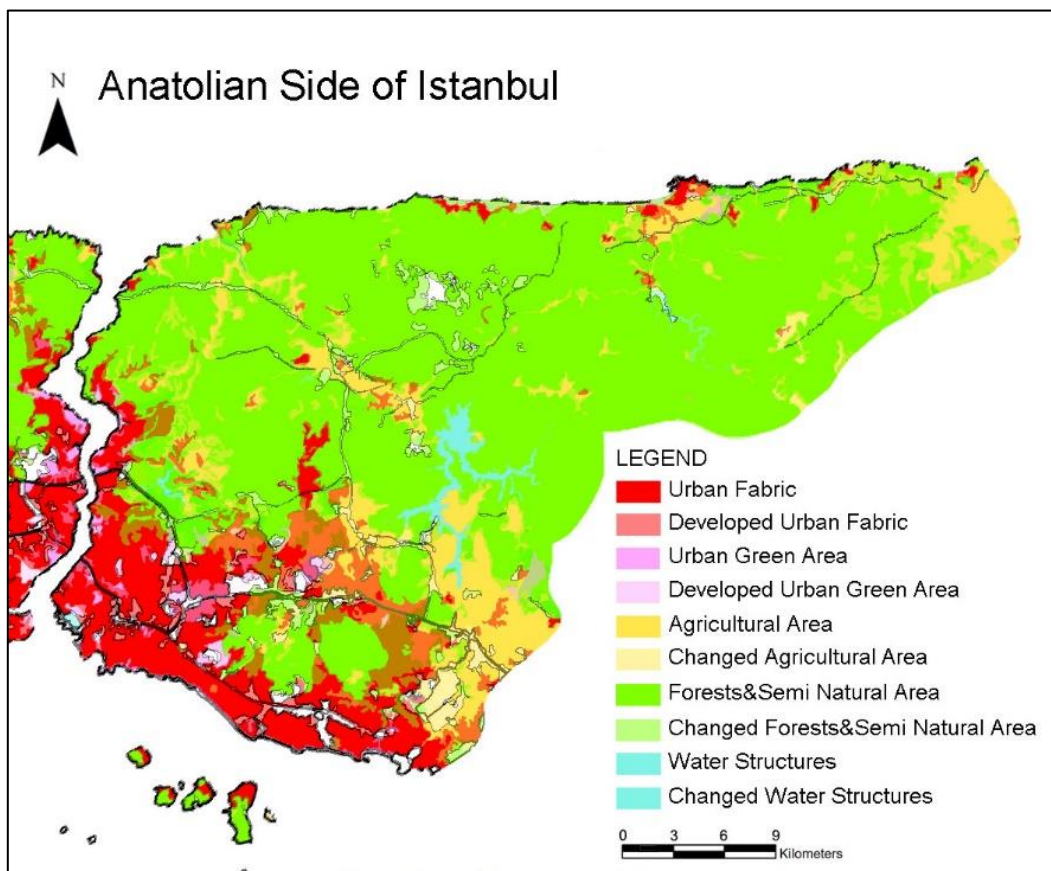 N
Anatolian Side of Istanbul
LEGEND
Urban Fabric
Developed Urban Fabric
Urban Green Area
Developed Urban Green Area
Agricultural Area
Changed Agricultural Area
Forests&Semi Natural Area
Changed Forests&Semi Natural Area
Water Structures
Changed Water Structures
0 3 6 9
Kilometers